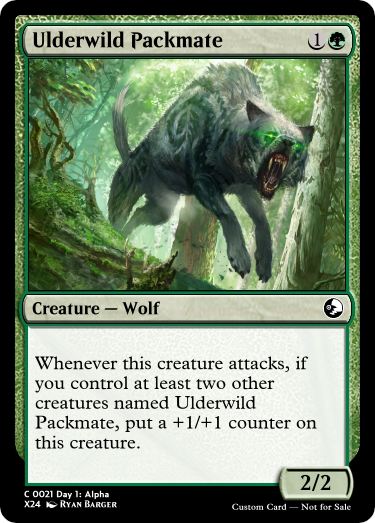 Ulderwild Packmate 1
Creature — Wolf
Whenever this creature attacks, if
you control at least two other
creatures named Ulderwild
Packmate, put a +1/+1 counter on
this creature.
2/2
C 0021 Day 1: Alpha
X24 Ryan Barger
Custom Card — Not for Sale